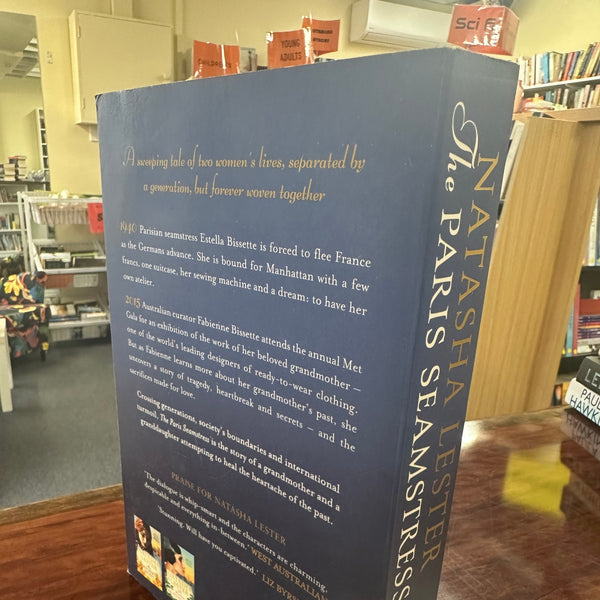 CHILDREN'S
YOUNG
ADULTS
Sci Fi
A sweeping tale of two women's lives, separated by
a generation, but forever woven together
1940 Parisian seamstress Estella Bissette is forced to flee France
as the Germans advance. She is bound for Manhattan with a few
francs, one suitcase, her sewing machine and a dream: to have her
own atelier.
2015 Australian curator Fabienne Bissette attends the annual Met
Gala for an exhibition of the work of her beloved grandmother –
one of the world's leading designers of ready-to-wear clothing.
But as Fabienne learns more about her grandmother's past, she
uncovers a story of tragedy, heartbreak and secrets – and the
sacrifices made for love.
Crossing generations, society's boundaries and international
turmoil, The Paris Seamstress is the story of a grandmother and a
granddaughter attempting to heal the heartache of the past.
PRAISE FOR NATASHA LESTER
'The dialogue is whip-smart and the characters are charming,
disposable and everything in-between.' WEST AUSTRALIAN
Will have you captivated.' LIZ BYRSKI
NATASHA LESTER
The PARIS SEAMSTRESS
PAULA
HAWKINS